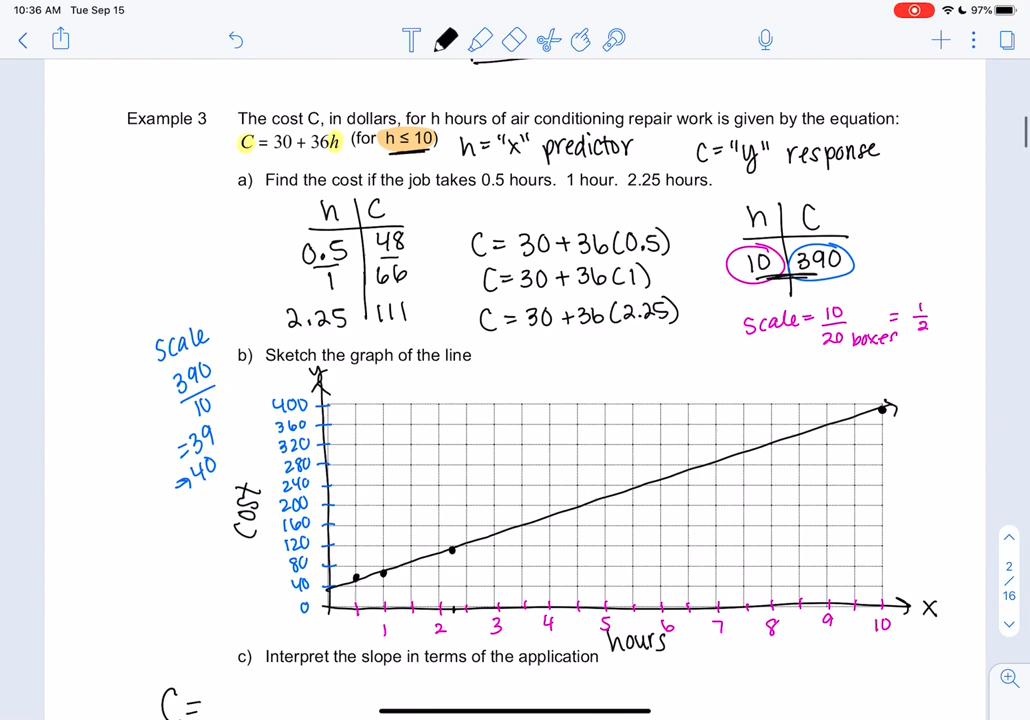 10:36 AM Tue Sep 15
97%
Example 3 The cost C, in dollars, for h hours of air conditioning repair work is given by the equation:
C = 30 + 36h (for h ≤ 10) h = "x" predictor C = "y" response
a) Find the cost if the job takes 0.5 hours. 1 hour. 2.25 hours.
h C
0.5 48
1 66
2.25 111
C = 30 + 36(0.5)
C = 30 + 36(1)
C = 30 + 36(2.25)
h C
10 390
Scale = 10/20 boxes = 1/2
b) Sketch the graph of the line
Scale
390
10
= 39
→ 40
y
400
360
320
280
240
200
160
120
80
40
0
Cost
1 2 3 4 5 6 7 8 9 10
x
hours
c) Interpret the slope in terms of the application
C =
2
/
16